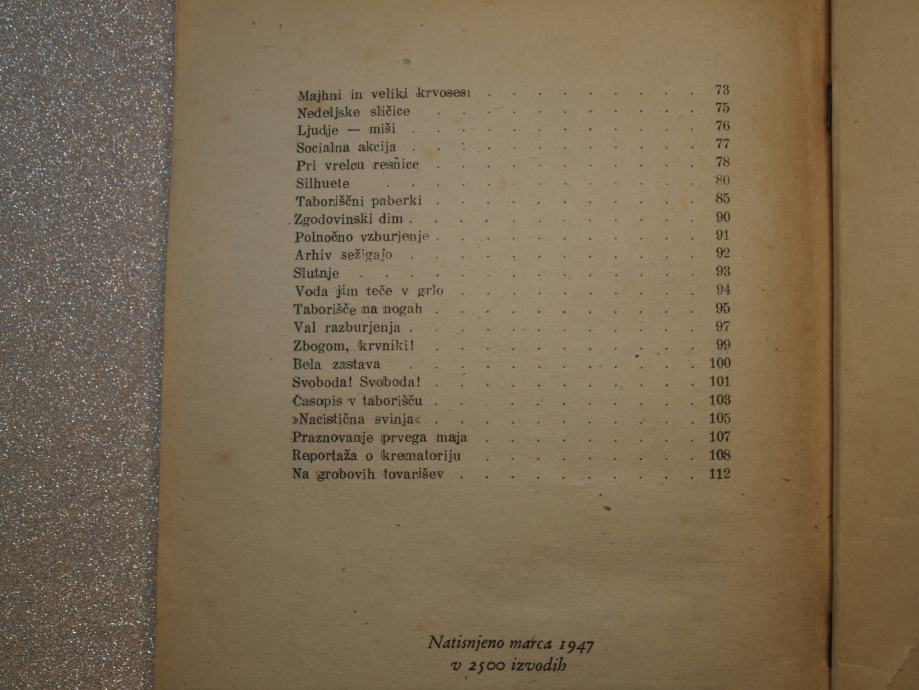 Majhni in veliki krvosesi . . . . . . . . . 73
Nedeljske sličice . . . . . . . . . . 75
Ljudje — miši . . . . . . . . . . . 76
Socialna akcija . . . . . . . . . . . 77
Pri vrelcu resnice . . . . . . . . . . 78
Silhuete . . . . . . . . . . . . 80
Taboriščni paberki . . . . . . . . . . 85
Zgodovinski dim . . . . . . . . . . . 90
Polnočno vzburjenje . . . . . . . . . . 91
Arhiv sežigajo . . . . . . . . . . . 92
Slutnje . . . . . . . . . . . . . 93
Voda jim teče v grlo . . . . . . . . . 94
Taborišče na nogah . . . . . . . . . . 95
Val razburjenja . . . . . . . . . . . 97
Zbogom, krvniki! . . . . . . . . . . 99
Bela zastava . . . . . . . . . . . 100
Svoboda! Svoboda! . . . . . . . . . . 101
Časopis v taborišču . . . . . . . . . . 103
»Nacistična svinja« . . . . . . . . . . 105
Praznovanje prvega maja . . . . . . . . . 107
Reportaža o krematoriju . . . . . . . . . 108
Na grobovih tovarišev . . . . . . . . . 112
Natisnjeno marca 1947
v 2500 izvodih